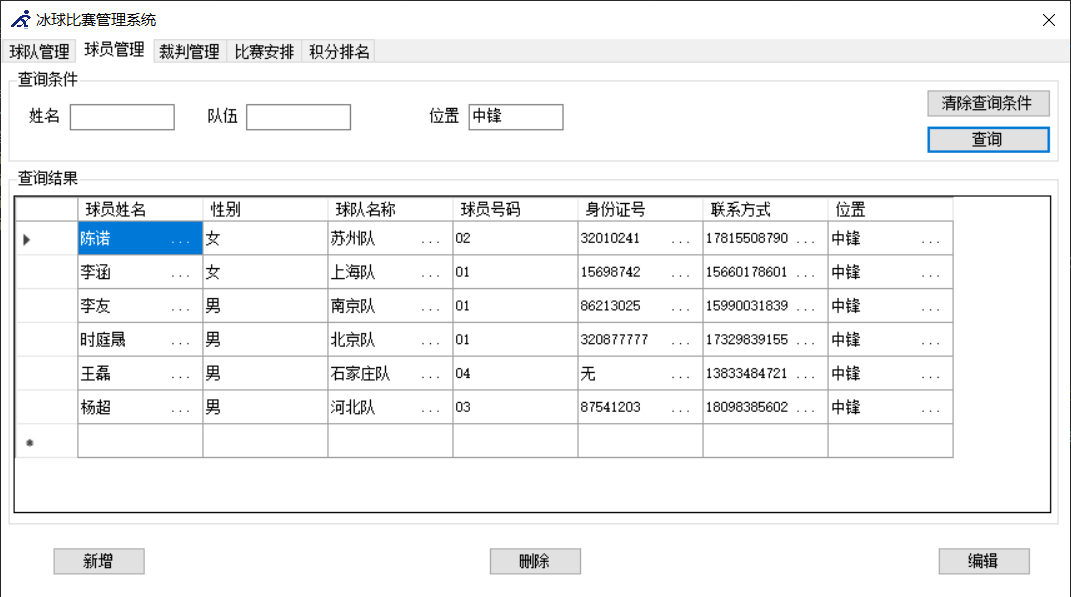 冰球比赛管理系统
球队管理 球员管理 裁判管理 比赛安排 积分排名
查询条件
姓名 队伍 位置 中锋 清除查询条件
查询
查询结果
球员姓名 性别 球队名称 球员号码 身份证号 联系方式 位置
陈诺 ... 女 苏州队 ... 02 32010241 ... 17815508790 ... 中锋 ...
李涵 ... 女 上海队 ... 01 15698742 ... 15660178601 ... 中锋 ...
李友 ... 男 南京队 ... 01 86213025 ... 15990031839 ... 中锋 ...
时庭晟 ... 男 北京队 ... 01 320877777 ... 17329839155 ... 中锋 ...
王磊 ... 男 石家庄队 ... 04 无 ... 13833484721 ... 中锋 ...
杨超 ... 男 河北队 ... 03 87541203 ... 18098385602 ... 中锋 ...
新增 删除 编辑